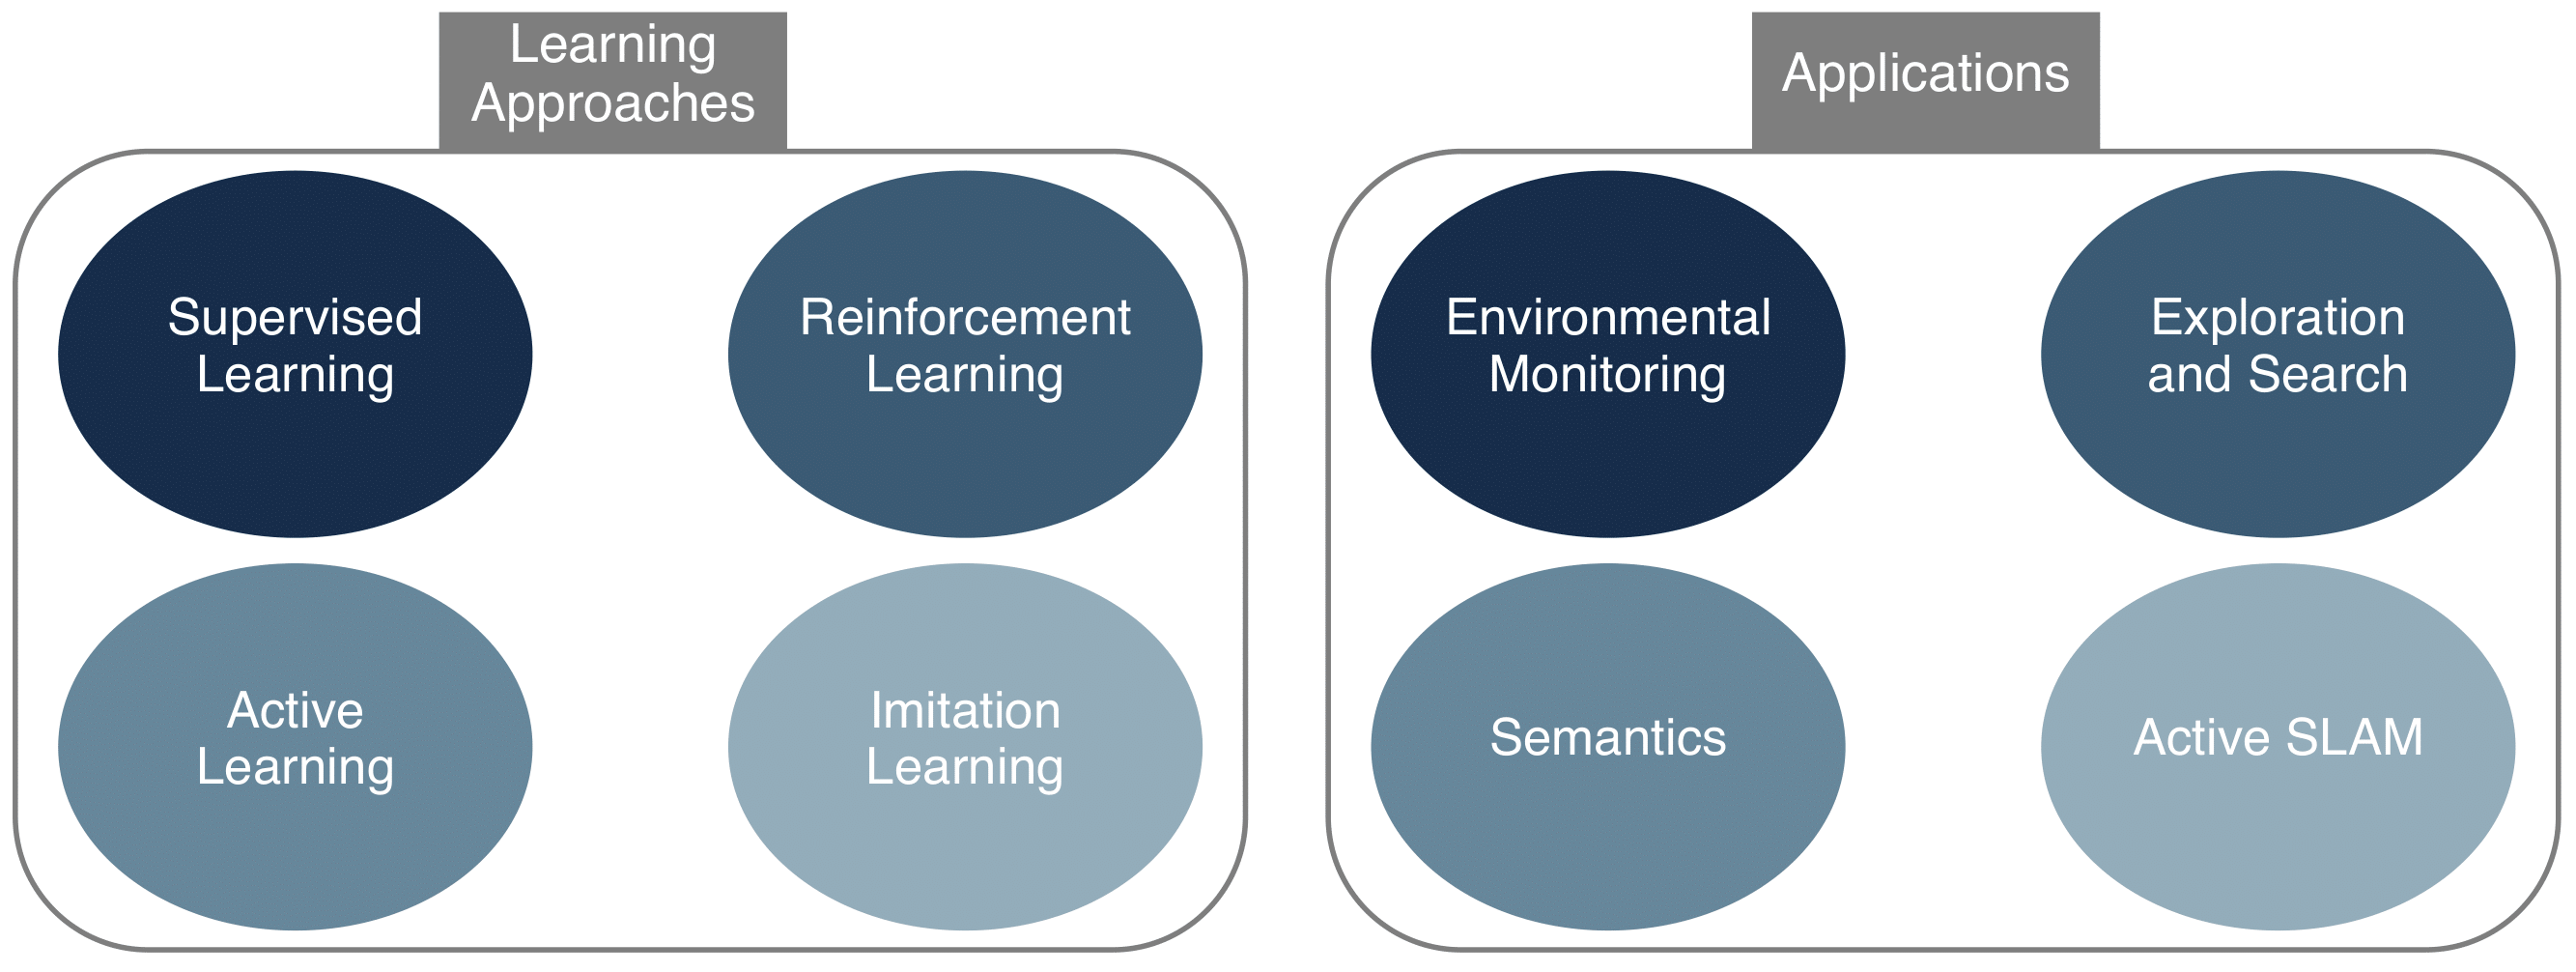 Learning
Approaches
Supervised
Learning
Reinforcement
Learning
Active
Learning
Imitation
Learning
Applications
Environmental
Monitoring
Exploration
and Search
Semantics
Active SLAM